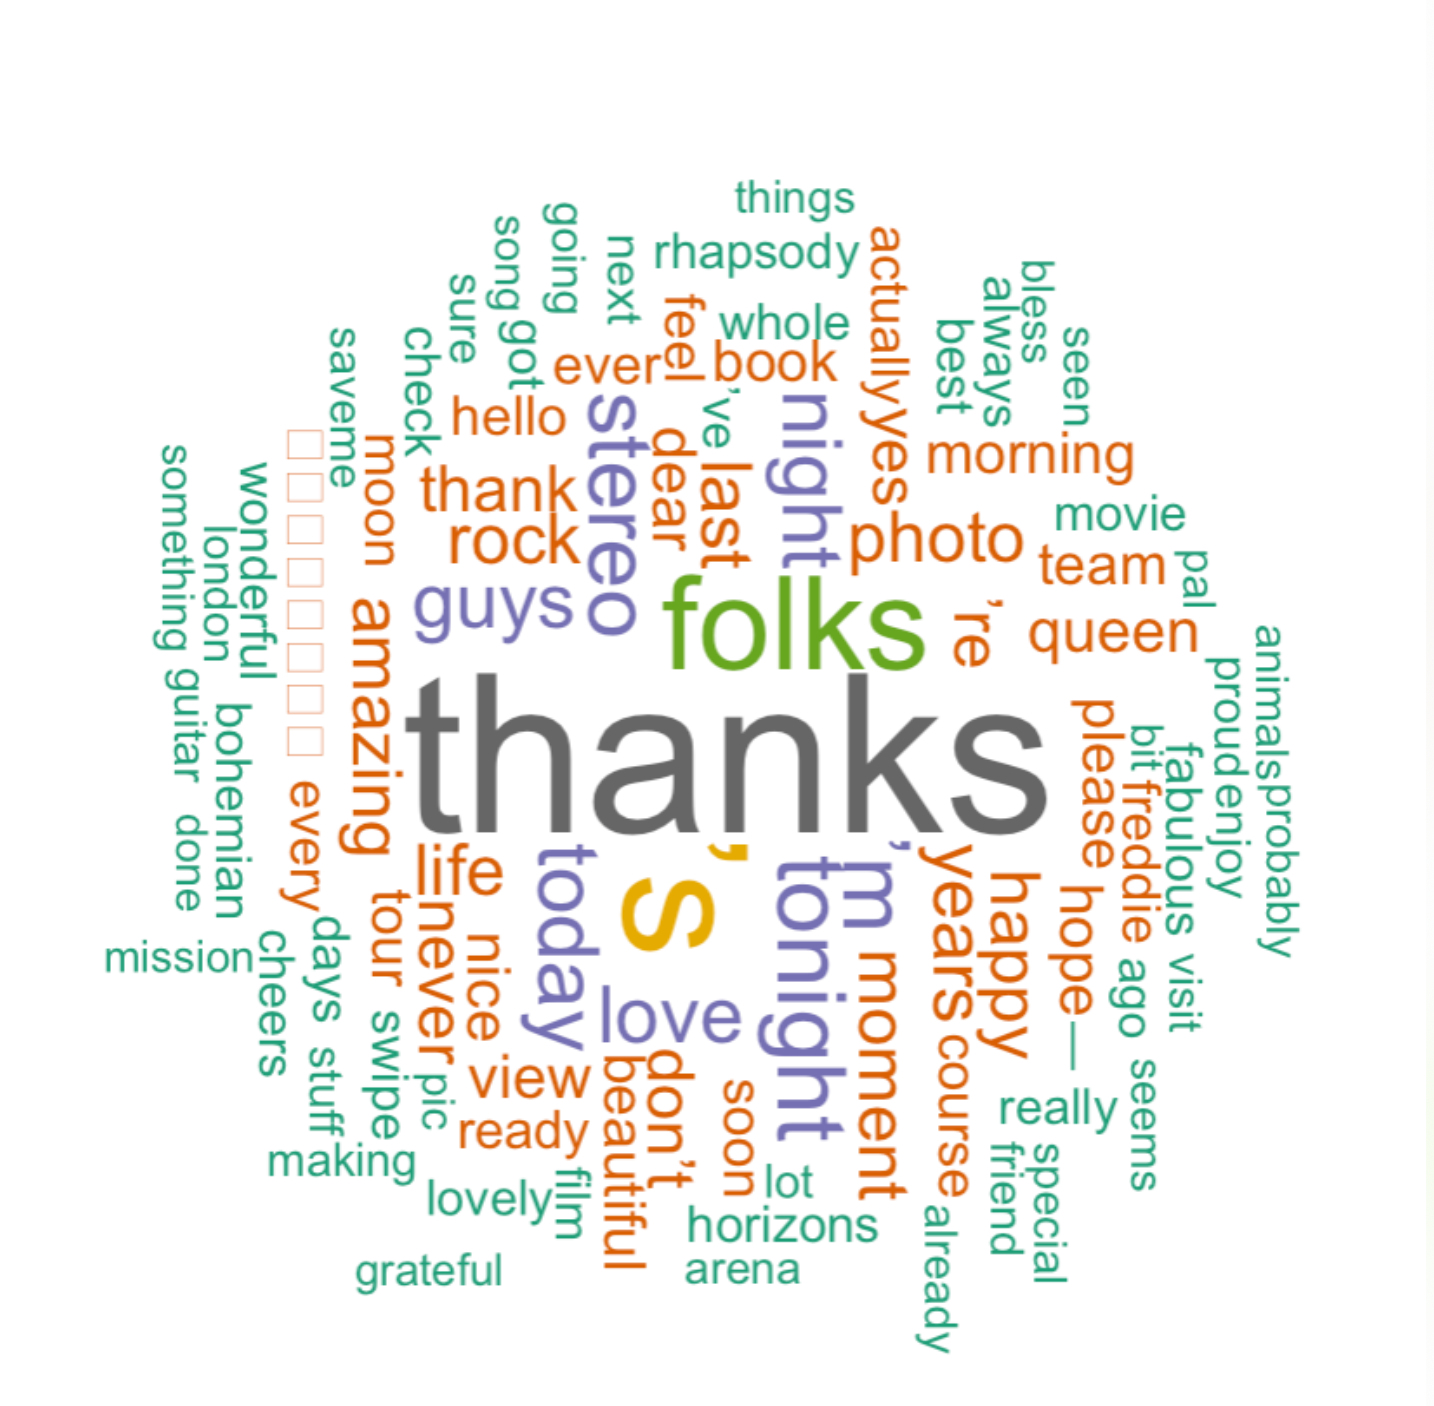 things
going
song
next
rhapsody
actually
sure
got
feel
whole
bless
always
best
seen
saveme
check
ever
book
hello
stereo
’ve
night
yes
morning
something
wonderful
moon
thank
dear
last
london
rock
photo
movie
team
pal
guys
folks
’re
queen
amazing
thanks
animals
proud
guitar
bohemian
please
bit
fabulous
freddie
enjoy
probably
done
every
life
today
’s
tonight
’m
years
happy
hope
tour
never
nice
mission
cheers
days
love
moment
ago
visit
swipe
stuff
pic
view
beautiful
don’t
soon
course
—
really
seems
ready
making
lovely
film
lot
horizons
friend
special
already
grateful
arena